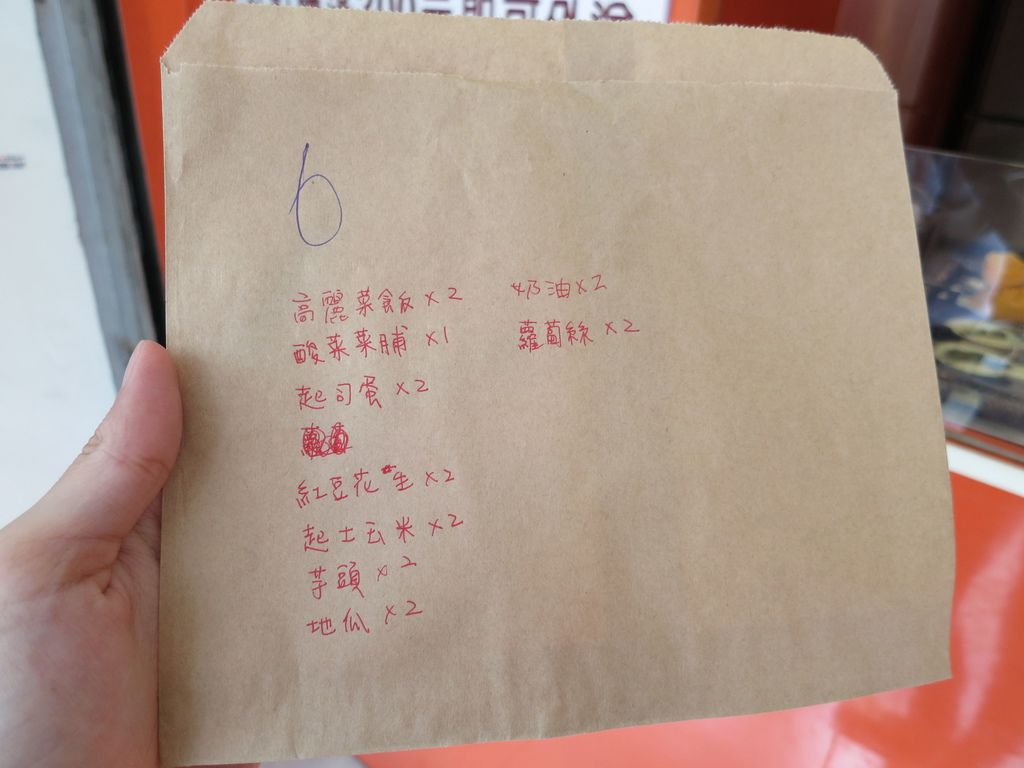 6
高麗菜飯 x2
酸菜菜脯 x1
起司蛋 x2
紅豆花生 x2
起士玉米 x2
芋頭 x2
地瓜 x2
奶油 x2
蘿蔔絲 x2